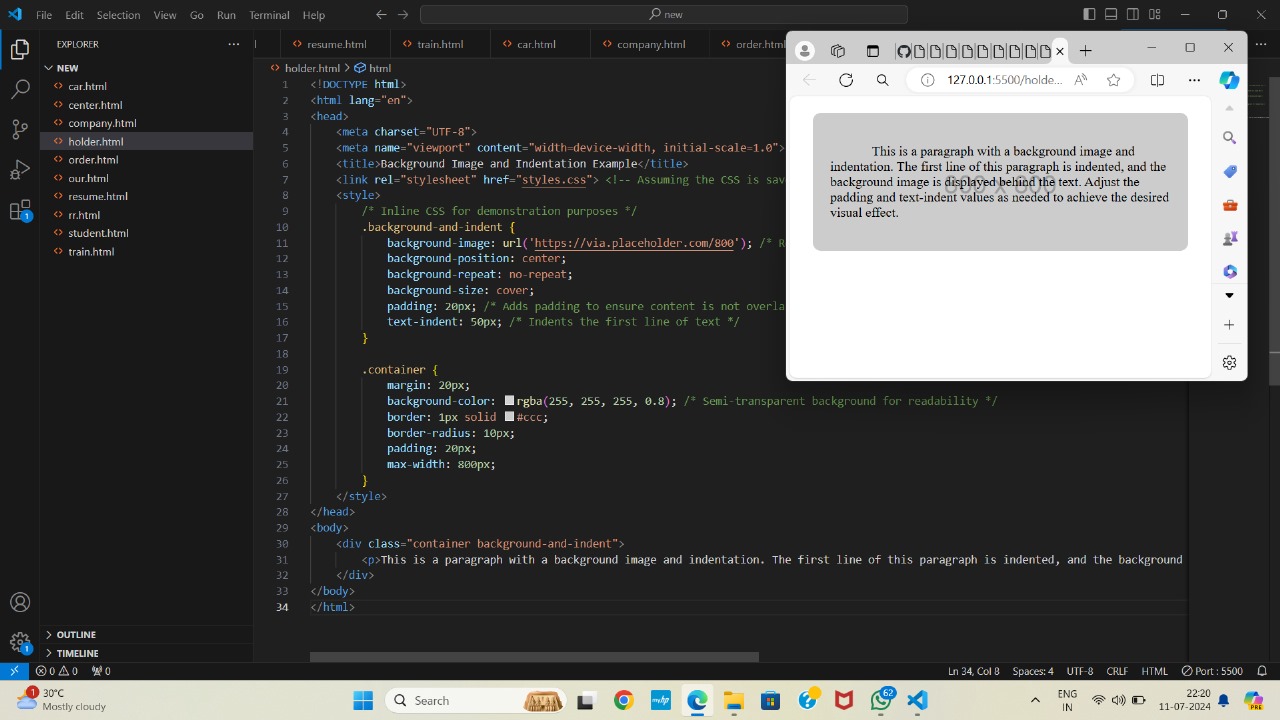 File Edit Selection View Go Run Terminal Help
new
EXPLORER
NEW
car.html
center.html
company.html
holder.html
order.html
our.html
resume.html
rr.html
student.html
train.html
OUTLINE
TIMELINE
resume.html train.html car.html company.html order.html
holder.html > html
1 <!DOCTYPE html>
2 <html lang="en">
3 <head>
4 <meta charset="UTF-8">
5 <meta name="viewport" content="width=device-width, initial-scale=1.0">
6 <title>Background Image and Indentation Example</title>
7 <link rel="stylesheet" href="styles.css"> <!-- Assuming the CSS is sav
8 <style>
9 /* Inline CSS for demonstration purposes */
10 .background-and-indent {
11 background-image: url('https://via.placeholder.com/800'); /* R
12 background-position: center;
13 background-repeat: no-repeat;
14 background-size: cover;
15 padding: 20px; /* Adds padding to ensure content is not overla
16 text-indent: 50px; /* Indents the first line of text */
17 }
18
19 .container {
20 margin: 20px;
21 background-color: rgba(255, 255, 255, 0.8); /* Semi-transparent background for readability */
22 border: 1px solid #ccc;
23 border-radius: 10px;
24 padding: 20px;
25 max-width: 800px;
26 }
27 </style>
28 </head>
29 <body>
30 <div class="container background-and-indent">
31 <p>This is a paragraph with a background image and indentation. The first line of this paragraph is indented, and the background
32 </div>
33 </body>
34 </html>
127.0.0.1:5500/holde...
This is a paragraph with a background image and
indentation. The first line of this paragraph is indented, and the
background image is displayed behind the text. Adjust the
padding and text-indent values as needed to achieve the desired
visual effect.
1
1
0 0 0
Ln 34, Col 8 Spaces: 4 UTF-8 CRLF HTML Port : 5500
1
30°C
Mostly cloudy
Search
62
ENG
IN
22:20
11-07-2024
PRE